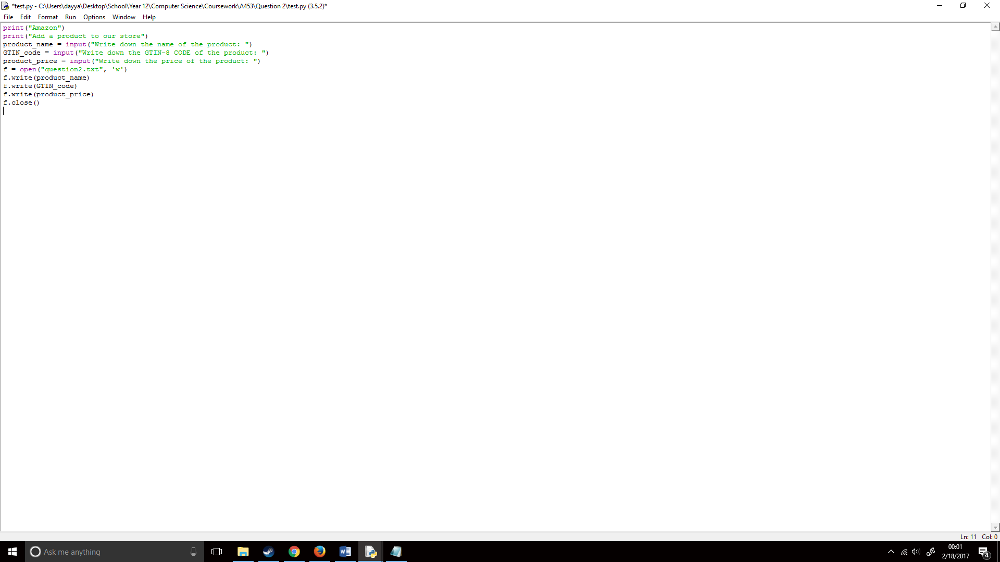 *test.py - C:\Users\dayya\Desktop\School\Year 12\Computer Science\Coursework\A453\Question 2\test.py (3.5.2)*
File Edit Format Run Options Window Help
print("Amazon")
print("Add a product to our store")
product_name = input("Write down the name of the product: ")
GTIN_code = input("Write down the GTIN-8 CODE of the product: ")
product_price = input("Write down the price of the product: ")
f = open("question2.txt", 'w')
f.write(product_name)
f.write(GTIN_code)
f.write(product_price)
f.close()
Ln: 11 Col: 0
Ask me anything
00:01
2/18/2017
4